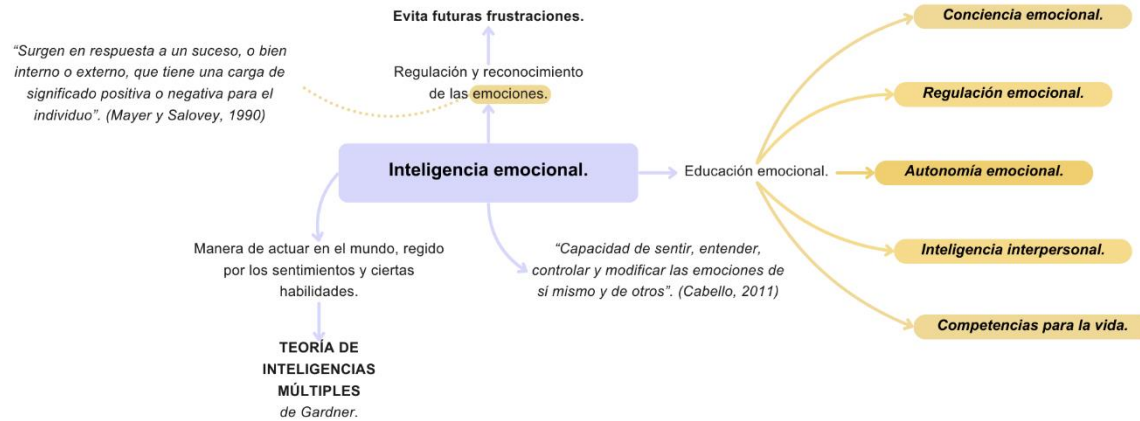 Evita futuras frustraciones.
“Surgen en respuesta a un suceso, o bien
interno o externo, que tiene una carga de
significado positiva o negativa para el
individuo”. (Mayer y Salovey, 1990)
Regulación y reconocimiento
de las emociones.
Inteligencia emocional.
Manera de actuar en el mundo, regido
por los sentimientos y ciertas
habilidades.
TEORÍA DE
INTELIGENCIAS
MÚLTIPLES
de Gardner.
“Capacidad de sentir, entender,
controlar y modificar las emociones de
sí mismo y de otros”. (Cabello, 2011)
Educación emocional.
Conciencia emocional.
Regulación emocional.
Autonomía emocional.
Inteligencia interpersonal.
Competencias para la vida.